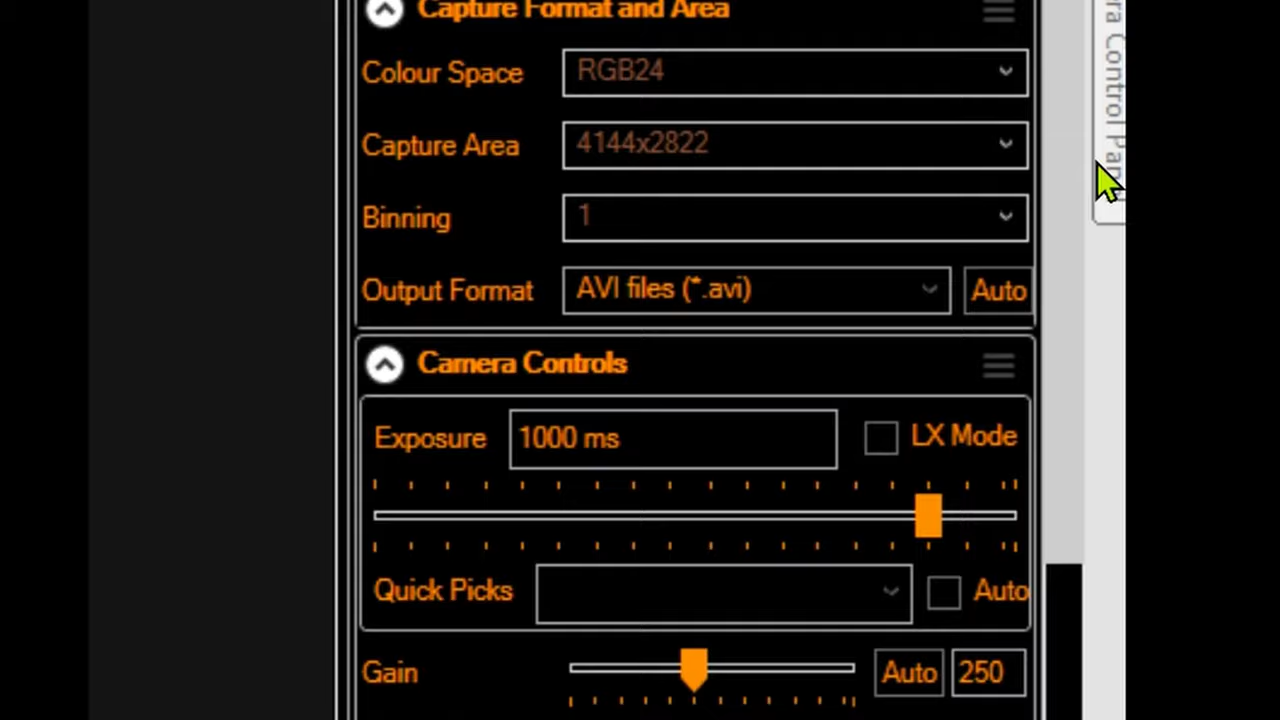 Capture Format and Area
Colour Space RGB24
Capture Area 4144x2822
Binning 1
Output Format AVI files (*.avi) Auto
Camera Controls
Exposure 1000 ms LX Mode
Quick Picks Auto
Gain Auto 250
Control